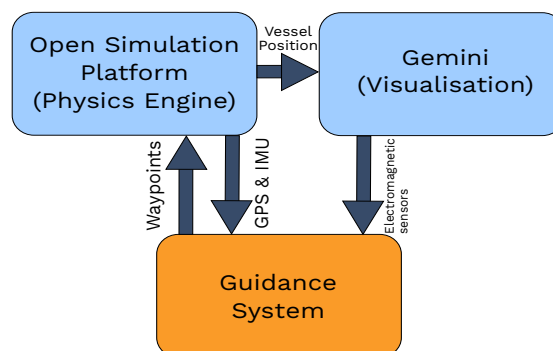 Open Simulation
Platform
(Physics Engine)
Vessel
Position
Gemini
(Visualisation)
Waypoints
GPS & IMU
Electromagnetic
sensors
Guidance
System